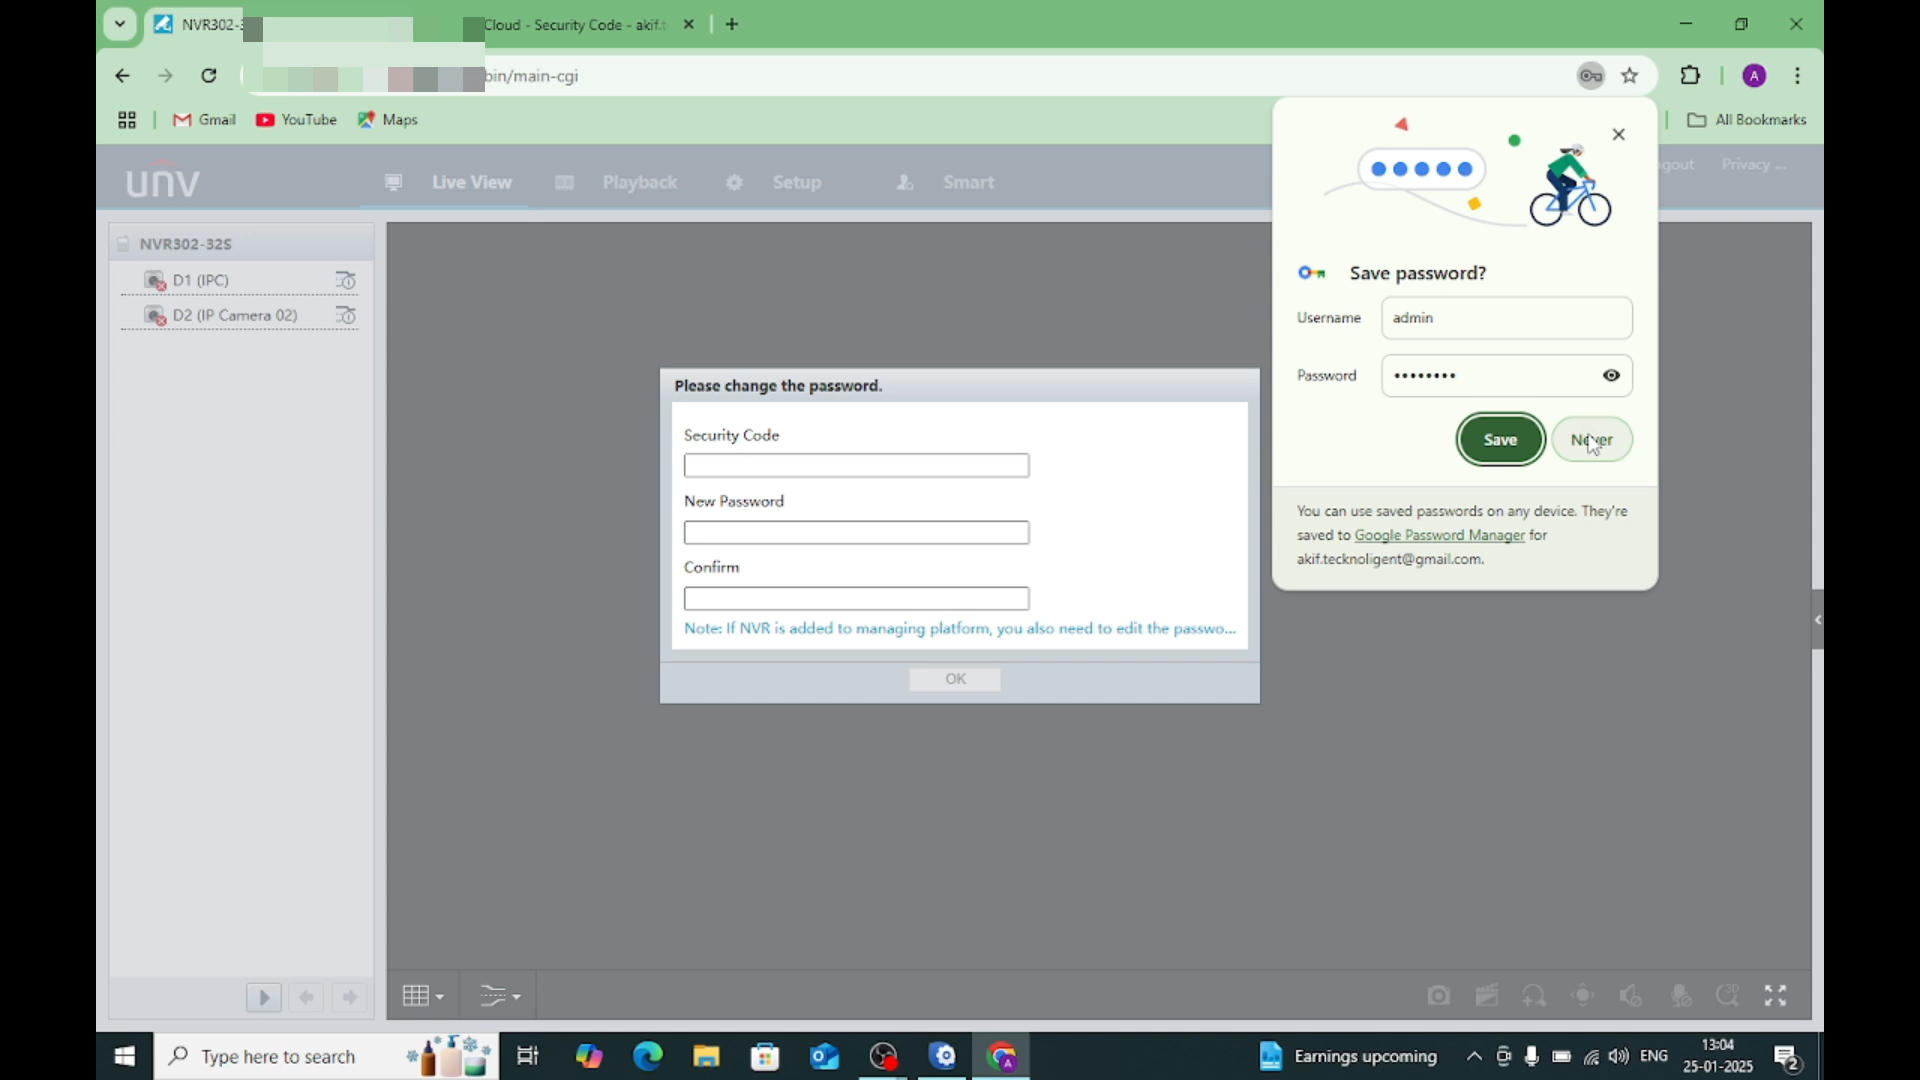 NVR302-3
Cloud - Security Code - akif.t
bin/main-cgi
A
Gmail
YouTube
Maps
All Bookmarks
unv
Live View
Playback
Setup
Smart
gout
Privacy ...
NVR302-32S
D1 (IPC)
D2 (IP Camera 02)
Please change the password.
Security Code
New Password
Confirm
Note: If NVR is added to managing platform, you also need to edit the passwo...
OK
Save password?
Username
admin
Password
••••••••
Save
Never
You can use saved passwords on any device. They're
saved to Google Password Manager for
akif.tecknoligent@gmail.com.
3D
Type here to search
Earnings upcoming
ENG
13:04
25-01-2025
2